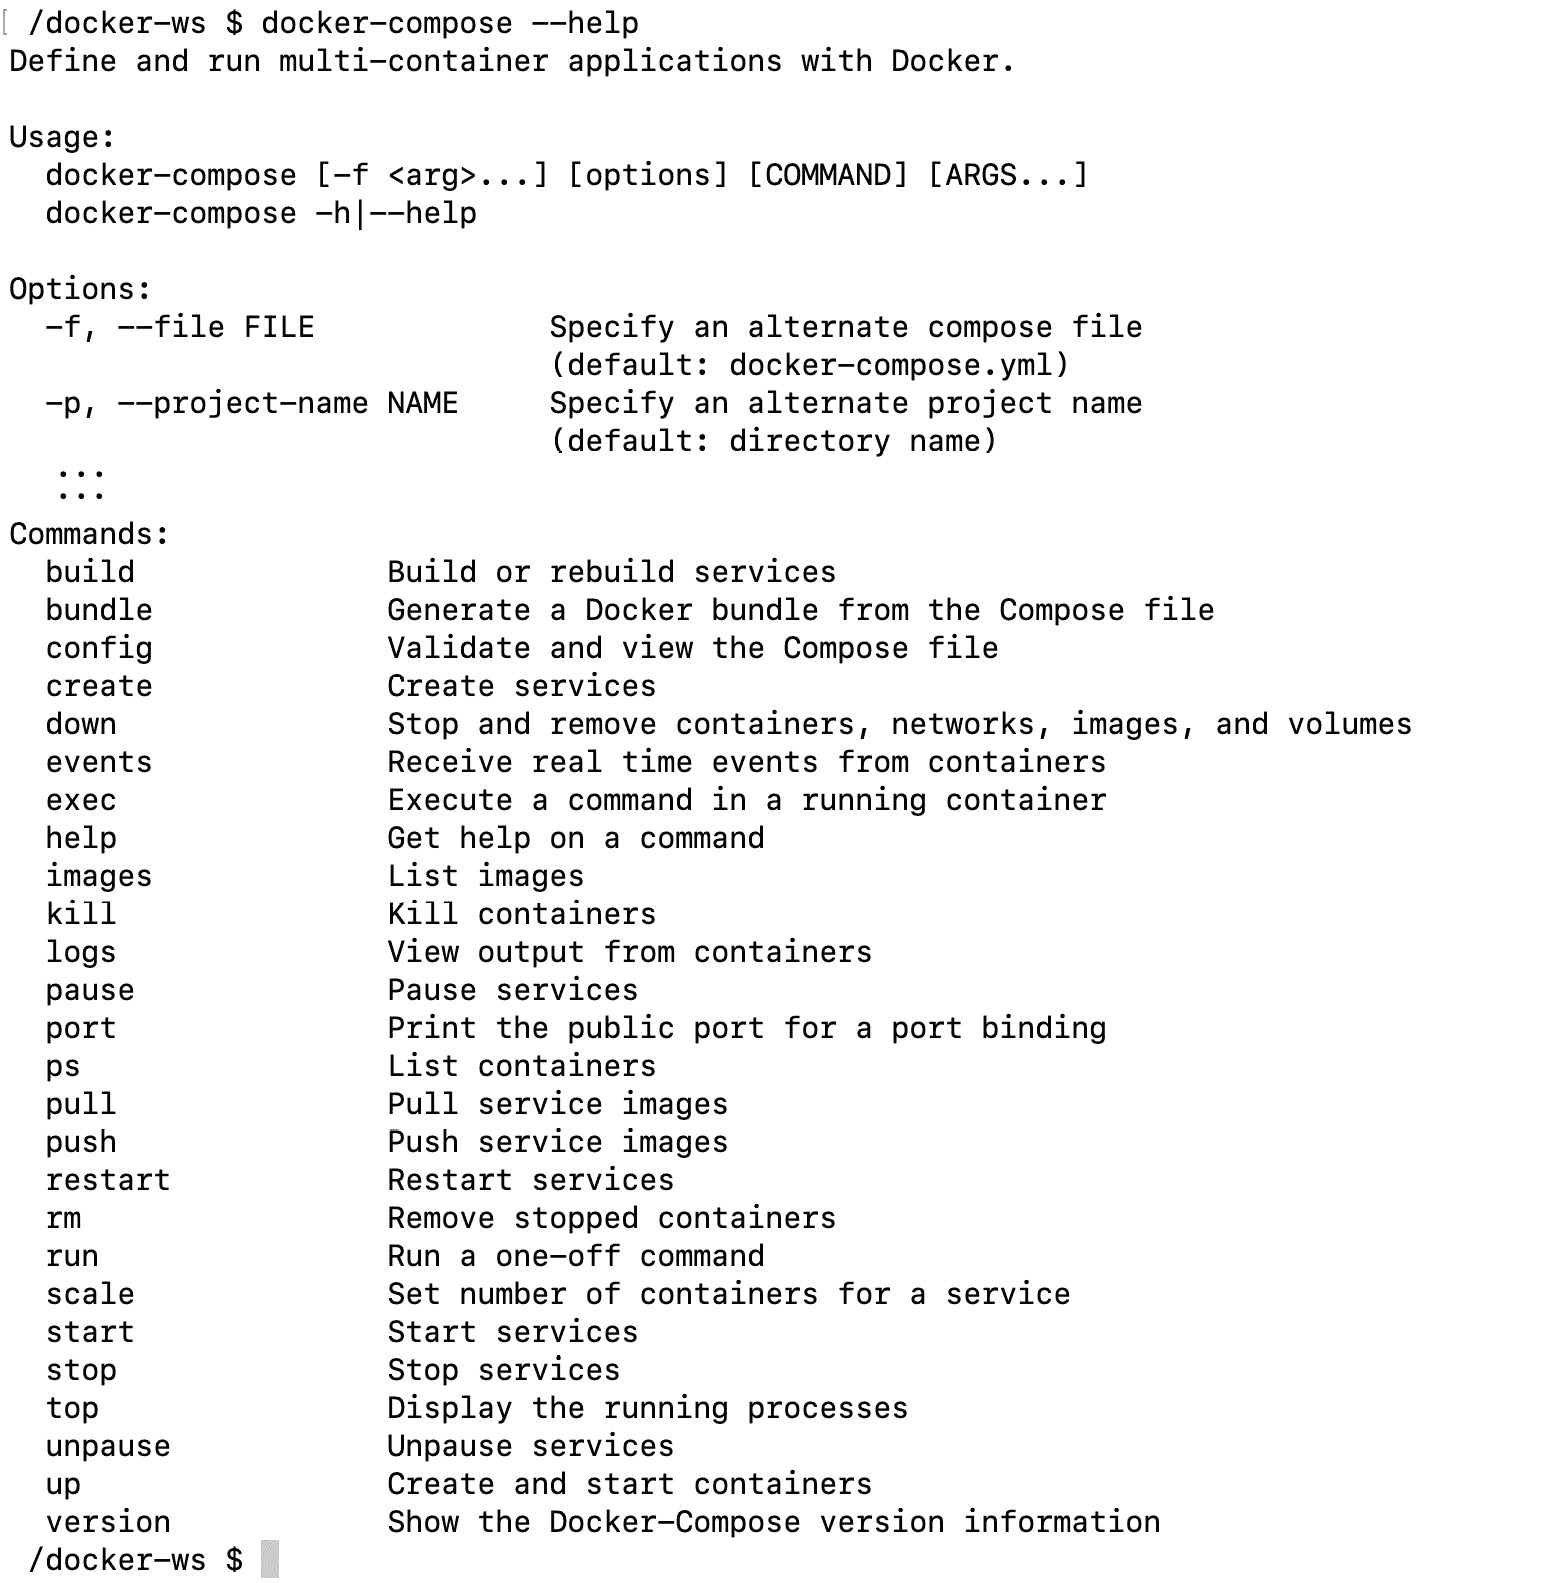 /docker-ws $ docker-compose --help
Define and run multi-container applications with Docker.
Usage:
docker-compose [-f <arg>...] [options] [COMMAND] [ARGS...]
docker-compose -h|--help
Options:
-f, --file FILE Specify an alternate compose file
(default: docker-compose.yml)
-p, --project-name NAME Specify an alternate project name
(default: directory name)
...
...
Commands:
build Build or rebuild services
bundle Generate a Docker bundle from the Compose file
config Validate and view the Compose file
create Create services
down Stop and remove containers, networks, images, and volumes
events Receive real time events from containers
exec Execute a command in a running container
help Get help on a command
images List images
kill Kill containers
logs View output from containers
pause Pause services
port Print the public port for a port binding
ps List containers
pull Pull service images
push Push service images
restart Restart services
rm Remove stopped containers
run Run a one-off command
scale Set number of containers for a service
start Start services
stop Stop services
top Display the running processes
unpause Unpause services
up Create and start containers
version Show the Docker-Compose version information
/docker-ws $